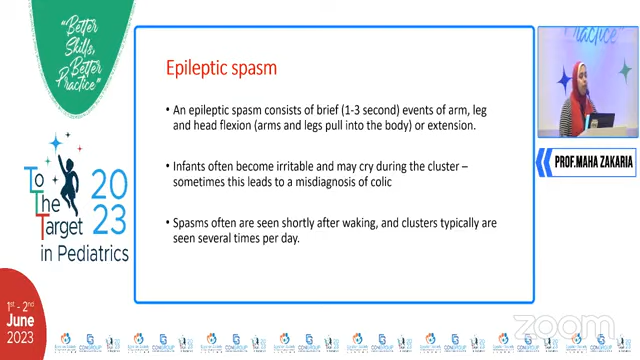 "Better
Skills,
Better
Practice"
To
The
Target
2023
in Pediatrics
1st - 2nd
June
2023
Epileptic spasm
• An epileptic spasm consists of brief (1-3 second) events of arm, leg
and head flexion (arms and legs pull into the body) or extension.
• Infants often become irritable and may cry during the cluster –
sometimes this leads to a misdiagnosis of colic
• Spasms often are seen shortly after waking, and clusters typically are
seen several times per day.
Practice"
PROF.MAHA ZAKARIA
zoom